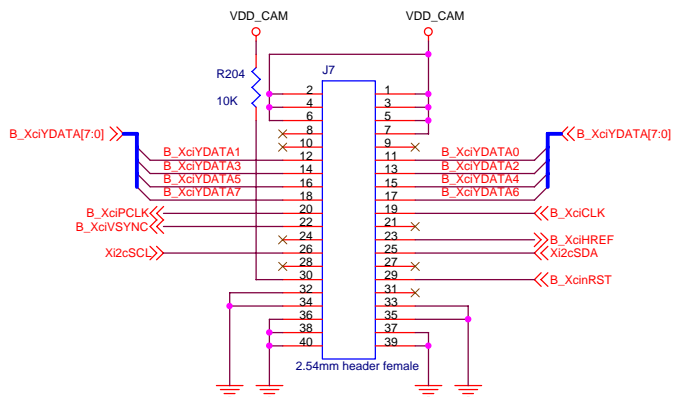 VDD_CAM VDD_CAM
R204 J7
10K
2 1
4 3
6 5
8 7
B_XciYDATA[7:0] 10 9 B_XciYDATA[7:0]
B_XciYDATA1 12 11 B_XciYDATA0
B_XciYDATA3 14 13 B_XciYDATA2
B_XciYDATA5 16 15 B_XciYDATA4
B_XciYDATA7 18 17 B_XciYDATA6
B_XciPCLK 20 19 B_XciCLK
B_XciVSYNC 22 21
24 23 B_XciHREF
Xi2cSCL 26 25 Xi2cSDA
28 27
30 29 B_XcinRST
32 31
34 33
36 35
38 37
40 39
2.54mm header female